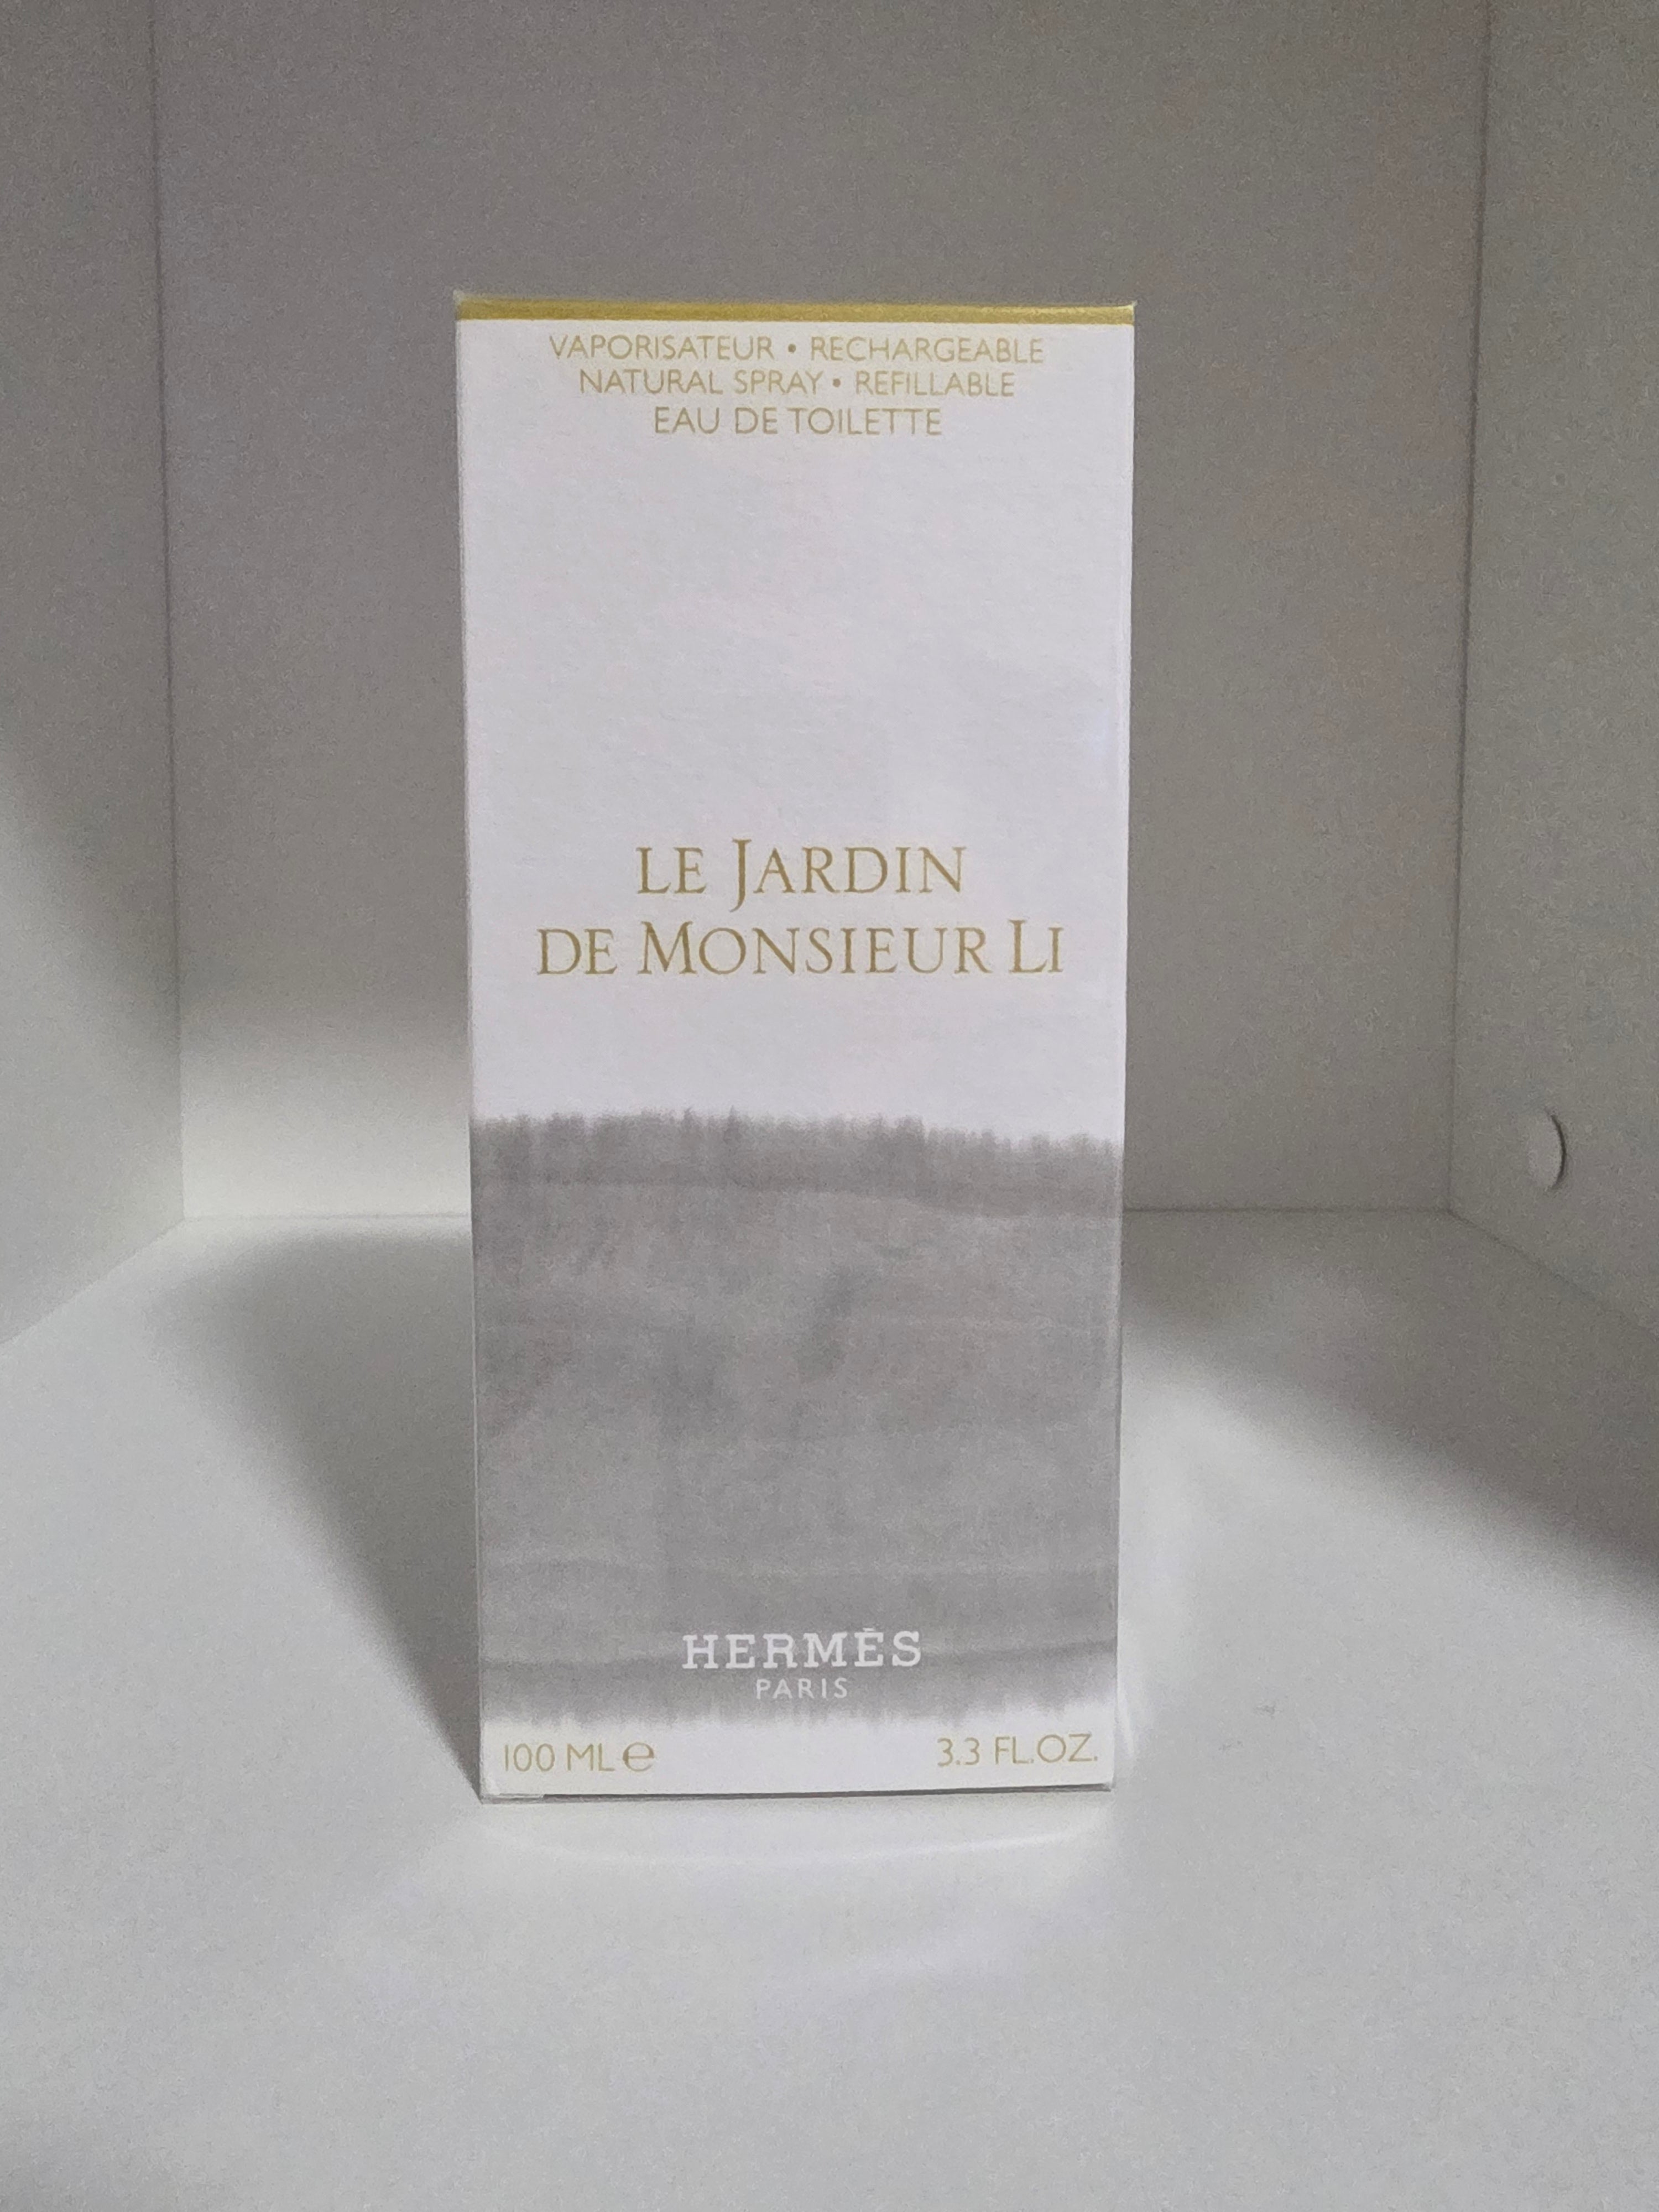 VAPORISATEUR • RECHARGEABLE
NATURAL SPRAY • REFILLABLE
EAU DE TOILETTE
LE JARDIN
DE MONSIEUR LI
HERMÈS
PARIS
100 ML ℮ 3.3 FL.OZ.